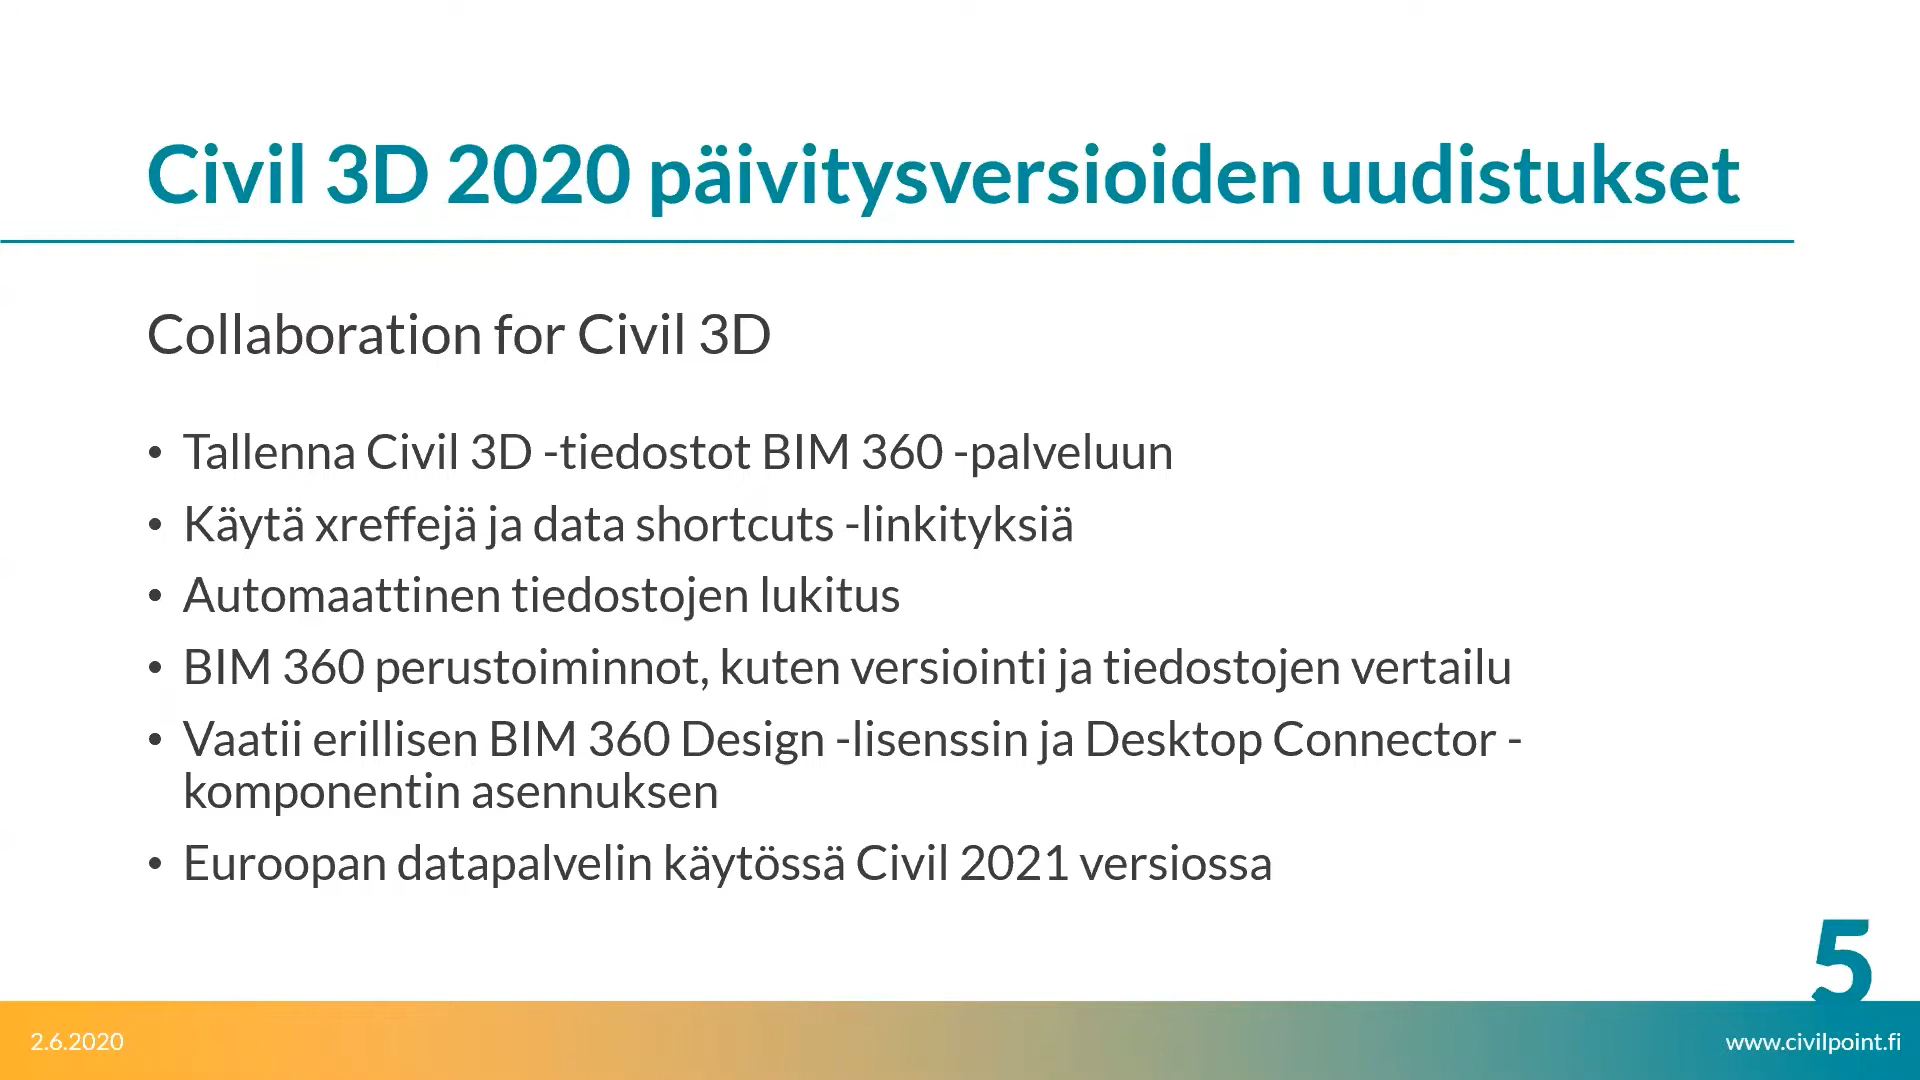 Civil 3D 2020 päivitysversioiden uudistukset
Collaboration for Civil 3D
• Tallenna Civil 3D -tiedostot BIM 360 -palveluun
• Käytä xreffejä ja data shortcuts -linkityksiä
• Automaattinen tiedostojen lukitus
• BIM 360 perustoiminnot, kuten versiointi ja tiedostojen vertailu
• Vaatii erillisen BIM 360 Design -lisenssin ja Desktop Connector -
komponentin asennuksen
• Euroopan datapalvelin käytössä Civil 2021 versiossa
5
2.6.2020
www.civilpoint.fi